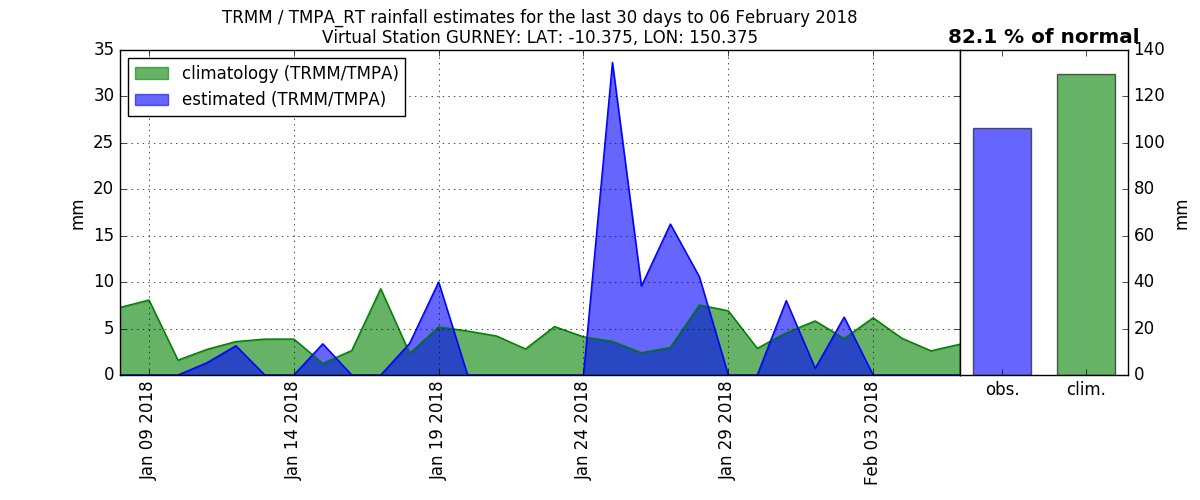 TRMM / TMPA_RT rainfall estimates for the last 30 days to 06 February 2018
Virtual Station GURNEY: LAT: -10.375, LON: 150.375
82.1 % of normal
climatology (TRMM/TMPA)
estimated (TRMM/TMPA)
mm
35
30
25
20
15
10
5
0
Jan 09 2018
Jan 14 2018
Jan 19 2018
Jan 24 2018
Jan 29 2018
Feb 03 2018
140
120
100
80
60
40
20
0
mm
obs.
clim.